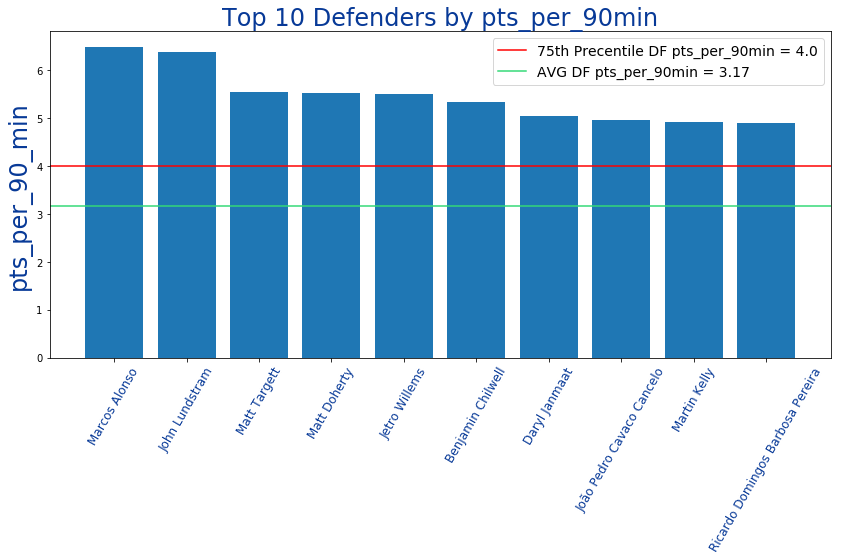 Top 10 Defenders by pts_per_90min
75th Precentile DF pts_per_90min = 4.0
AVG DF pts_per_90min = 3.17
pts_per_90_min
6
5
4
3
2
1
0
Marcos Alonso
John Lundstram
Matt Targett
Matt Doherty
Jetro Willems
Benjamin Chilwell
Daryl Janmaat
João Pedro Cavaco Cancelo
Martin Kelly
Ricardo Domingos Barbosa Pereira